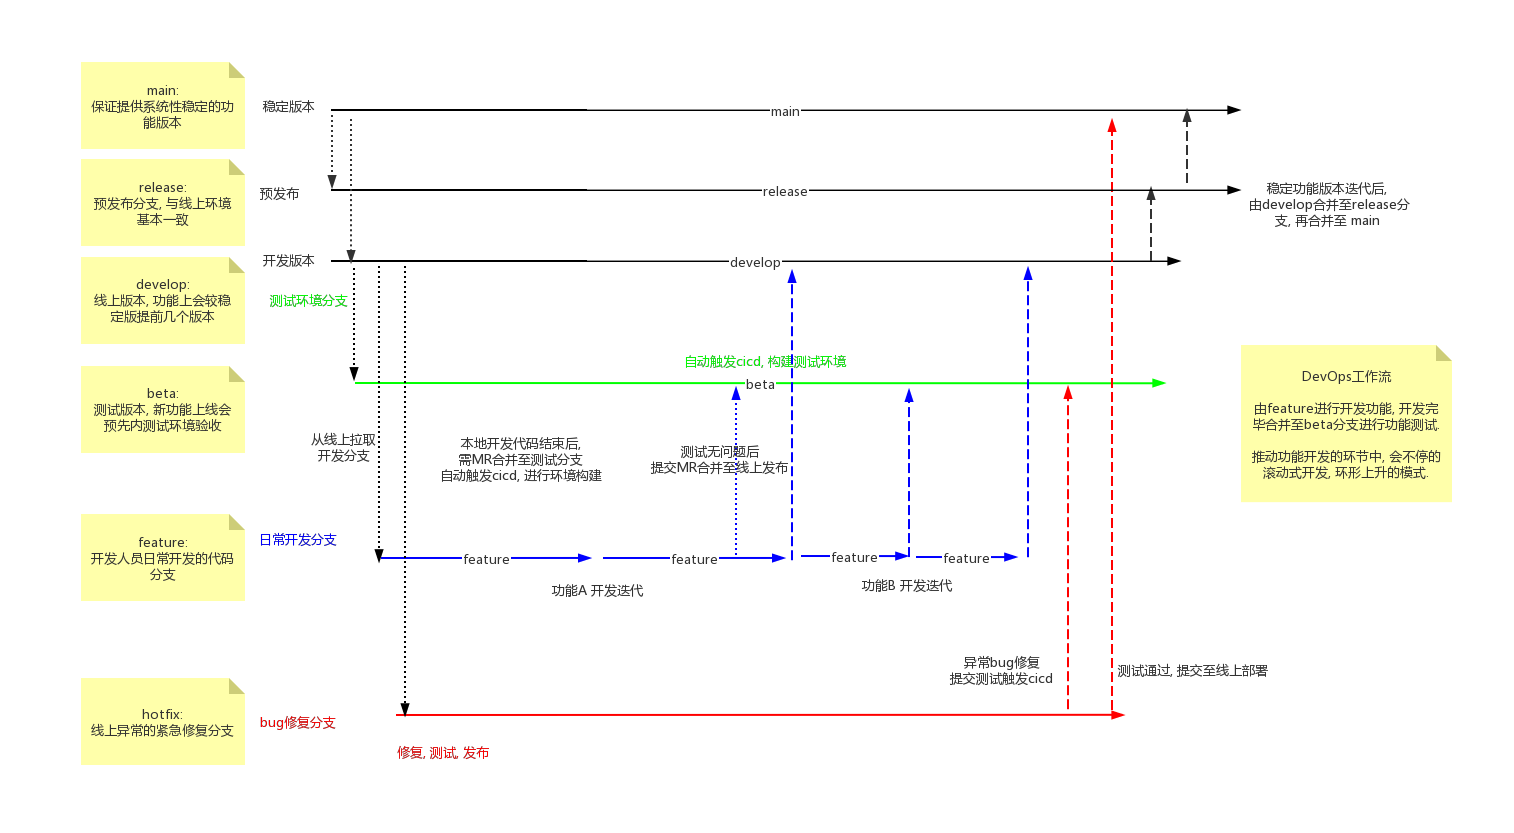 main:
保证提供系统性稳定的功
能版本
稳定版本
main
release:
预发布分支, 与线上环境
基本一致
预发布
release
稳定功能版本迭代后,
由develop合并至release分
支, 再合并至 main
develop:
线上版本, 功能上会较稳
定版提前几个版本
开发版本
develop
测试环境分支
自动触发cicd, 构建测试环境
beta
beta:
测试版本, 新功能上线会
预先内测试环境验收
DevOps工作流
由feature进行开发功能, 开发完
毕合并至beta分支进行功能测试.
推动功能开发的环节中, 会不停的
滚动式开发, 环形上升的模式.
从线上拉取
开发分支
本地开发代码结束后,
需MR合并至测试分支
自动触发cicd, 进行环境构建
测试无问题后
提交MR合并至线上发布
feature:
开发人员日常开发的代码
分支
日常开发分支
feature
feature
feature
feature
功能A 开发迭代
功能B 开发迭代
异常bug修复
提交测试触发cicd
测试通过, 提交至线上部署
hotfix:
线上异常的紧急修复分支
bug修复分支
修复, 测试, 发布